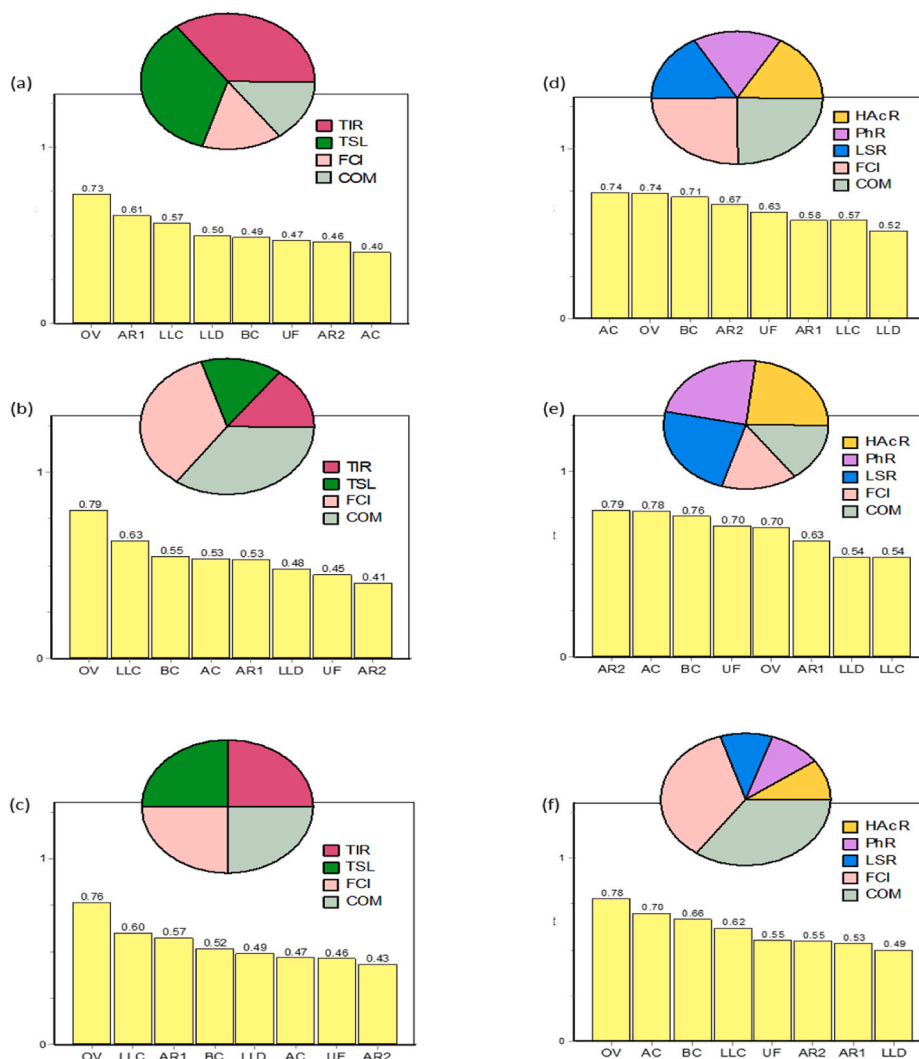 (a)
TIR
TSL
FCI
COM
1
0.73 0.61 0.57 0.50 0.49 0.47 0.46 0.40
0
OV AR1 LLC LLD BC UF AR2 AC
(d)
HAcR
PhR
LSR
FCI
COM
1
0.74 0.74 0.71 0.67 0.63 0.58 0.57 0.52
0
AC OV BC AR2 UF AR1 LLC LLD
(b)
TIR
TSL
FCI
COM
1
0.79 0.63 0.55 0.53 0.53 0.48 0.45 0.41
0
OV LLC BC AC AR1 LLD UF AR2
(e)
HAcR
PhR
LSR
FCI
COM
1
t
0.79 0.78 0.76 0.70 0.70 0.63 0.54 0.54
0
AR2 AC BC UF OV AR1 LLD LLC
(c)
TIR
TSL
FCI
COM
1
0.76 0.60 0.57 0.52 0.49 0.47 0.46 0.43
0
OV LLC AR1 BC LLD AC UF AR2
(f)
HAcR
PhR
LSR
FCI
COM
1
t
0.78 0.70 0.66 0.62 0.55 0.55 0.53 0.49
0
OV AC BC LLC UF AR2 AR1 LLD